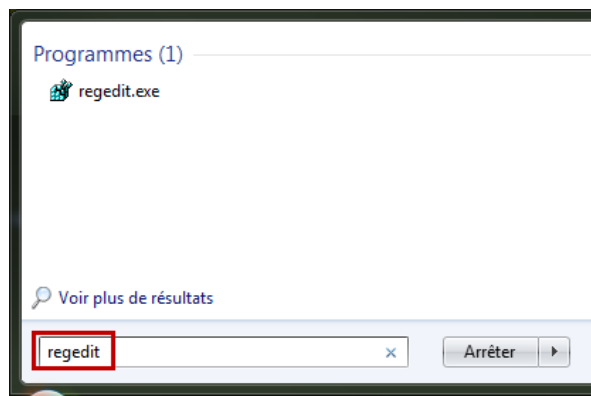 Programmes (1)
regedit.exe
Voir plus de résultats
regedit
Arrêter